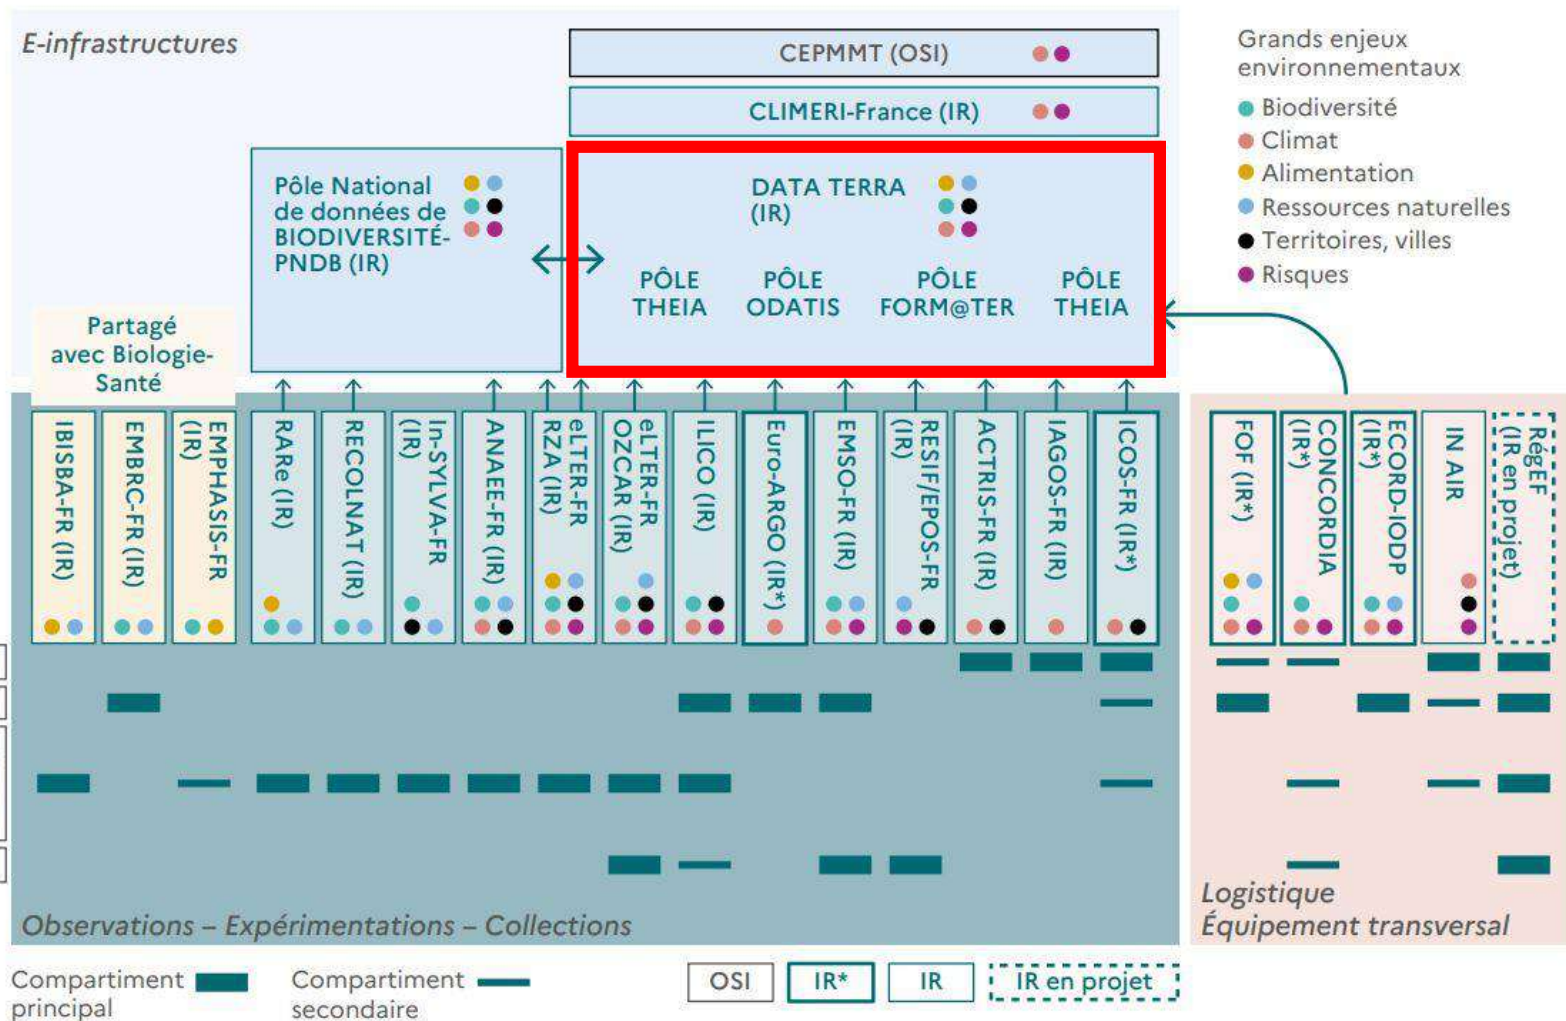 E-infrastructures
CEPMMT (OSI)
CLIMERI-France (IR)
Pôle National
de données de
BIODIVERSITÉ-
PNDB (IR)
DATA TERRA
(IR)
PÔLE
THEIA
PÔLE
ODATIS
PÔLE
FORM@TER
PÔLE
THEIA
Grands enjeux
environnementaux
Biodiversité
Climat
Alimentation
Ressources naturelles
Territoires, villes
Risques
Partagé
avec Biologie-
Santé
IBISBA-FR (IR)
EMBRC-FR (IR)
EMPHASIS-FR
(IR)
RARe (IR)
RECOLNAT (IR)
In-SYLVA-FR
(IR)
ANAEE-FR (IR)
eLTER-FR
RZA (IR)
eLTER-FR
OZCAR (IR)
ILICO (IR)
Euro-ARGO (IR*)
EMSO-FR (IR)
RESIF/EPOS-FR
(IR)
ACTRIS-FR (IR)
IAGOS-FR (IR)
ICOS-FR (IR*)
FOF (IR*)
CONCORDIA
(IR*)
ECORD-IODP
(IR*)
IN AIR
RégEF
(IR en projet)
Observations – Expérimentations – Collections
Logistique
Équipement transversal
Compartiment
principal
Compartiment
secondaire
OSI
IR*
IR
IR en projet